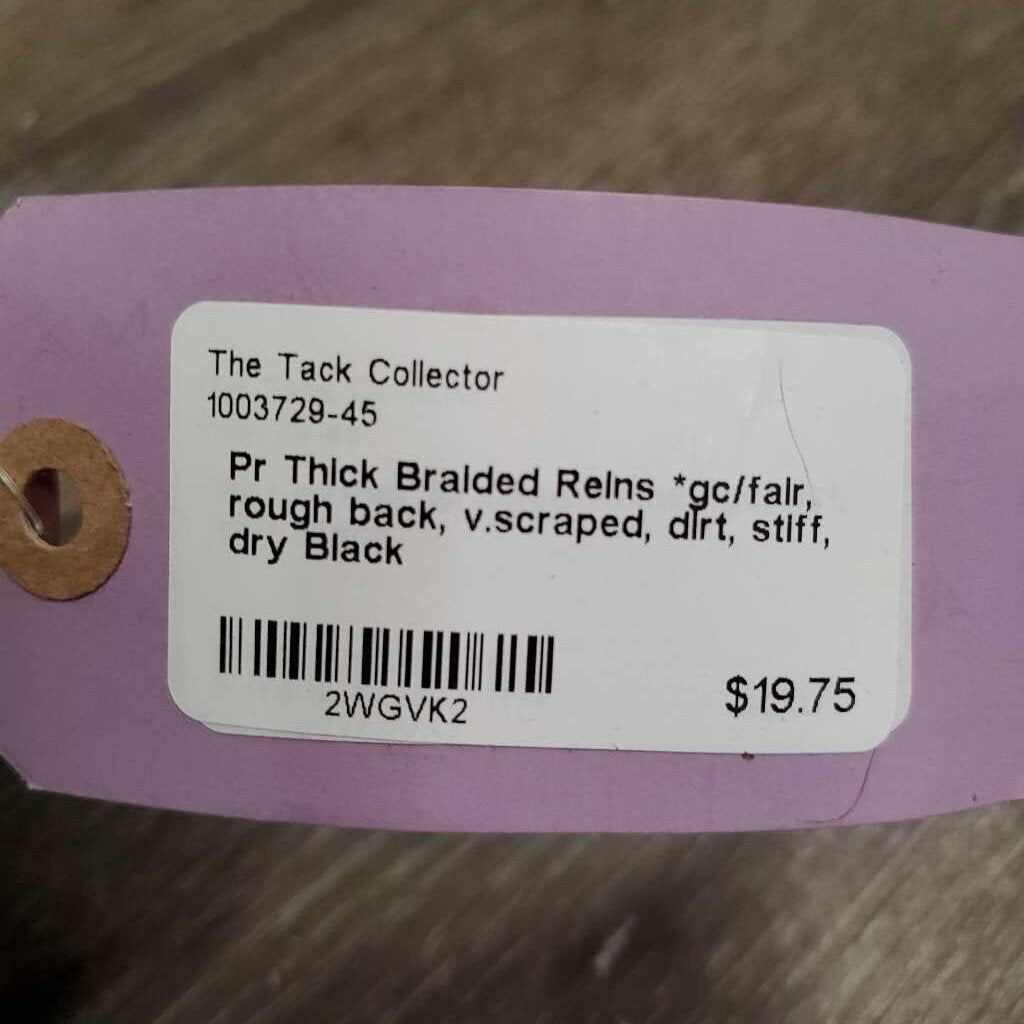 The Tack Collector
1003729-45
Pr Thick Braided Reins *gc/fair,
rough back, v.scraped, dirt, stiff,
dry Black
2WGVK2
$19.75